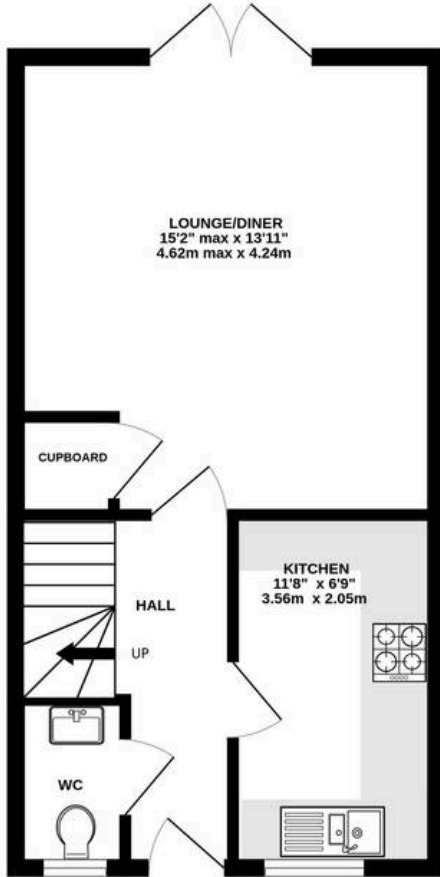 LOUNGE/DINER
15'2" max x 13'11"
4.62m max x 4.24m
CUPBOARD
KITCHEN
11'8" x 6'9"
3.56m x 2.05m
HALL
UP
WC